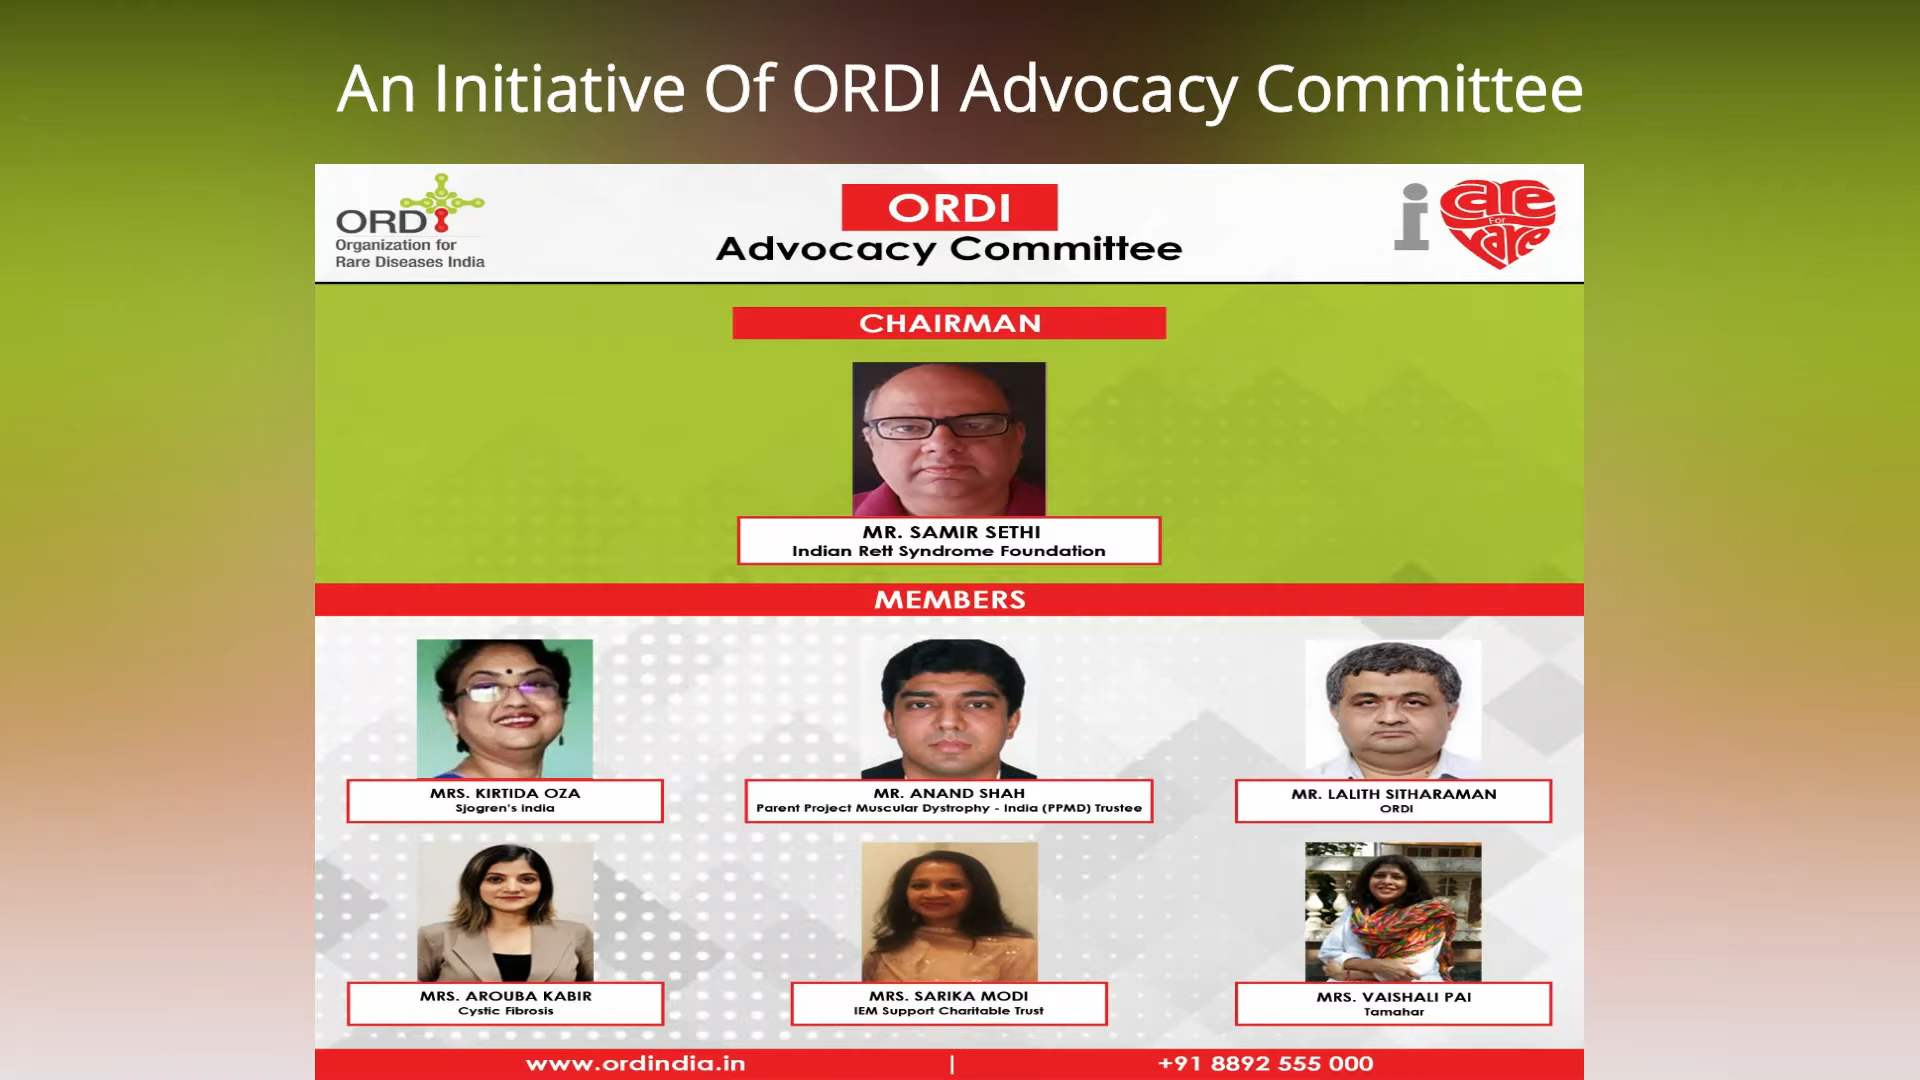 An Initiative Of ORDI Advocacy Committee
ORDI
Organization for
Rare Diseases India
ORDI
Advocacy Committee
i care
For
rare
CHAIRMAN
MR. SAMIR SETHI
Indian Rett Syndrome Foundation
MEMBERS
MRS. KIRTIDA OZA
Sjogren's india
MR. ANAND SHAH
Parent Project Muscular Dystrophy - India (PPMD) Trustee
MR. LALITH SITHARAMAN
ORDI
MRS. AROUBA KABIR
Cystic Fibrosis
MRS. SARIKA MODI
IEM Support Charitable Trust
MRS. VAISHALI PAI
Tamahar
www.ordindia.in | +91 8892 555 000